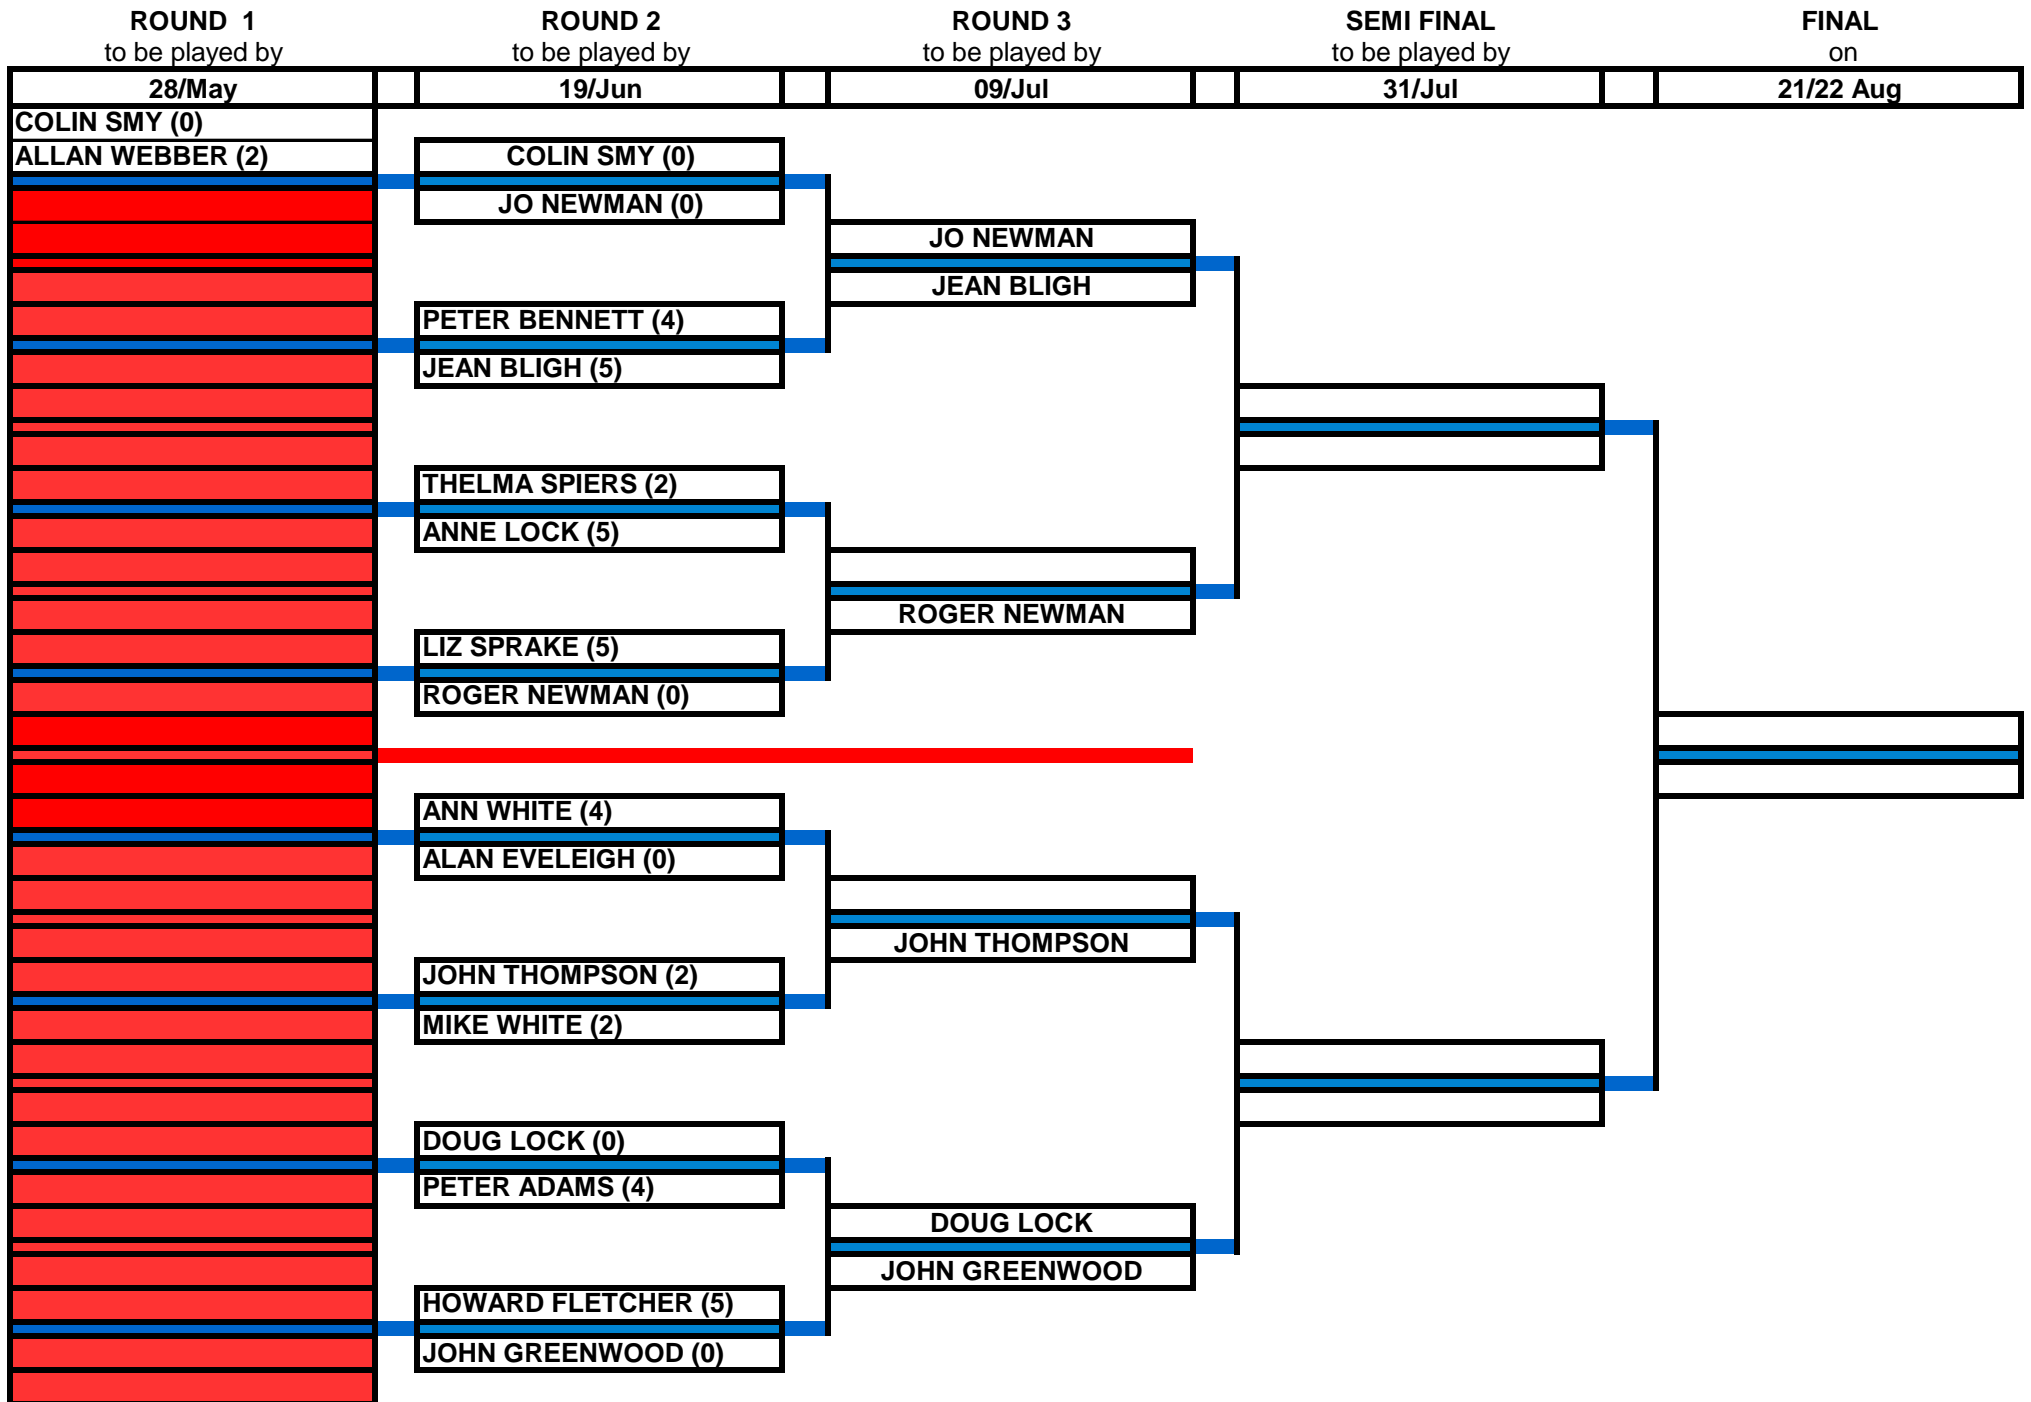 ROUND  1
to be played by
28/May
COLIN SMY (0)
ALLAN WEBBER (2)
ROUND 2
to be played by
19/Jun
COLIN SMY (0)
JO NEWMAN (0)
PETER BENNETT (4)
JEAN BLIGH (5)
THELMA SPIERS (2)
ANNE LOCK (5)
LIZ SPRAKE (5)
ROGER NEWMAN (0)
ANN WHITE (4)
ALAN EVELEIGH (0)
JOHN THOMPSON (2)
MIKE WHITE (2)
DOUG LOCK (0)
PETER ADAMS (4)
HOWARD FLETCHER (5)
JOHN GREENWOOD (0)
ROUND 3
to be played by
09/Jul
JO NEWMAN
JEAN BLIGH
ROGER NEWMAN
JOHN THOMPSON
DOUG LOCK
JOHN GREENWOOD
SEMI FINAL
to be played by
31/Jul
FINAL
on
21/22 Aug